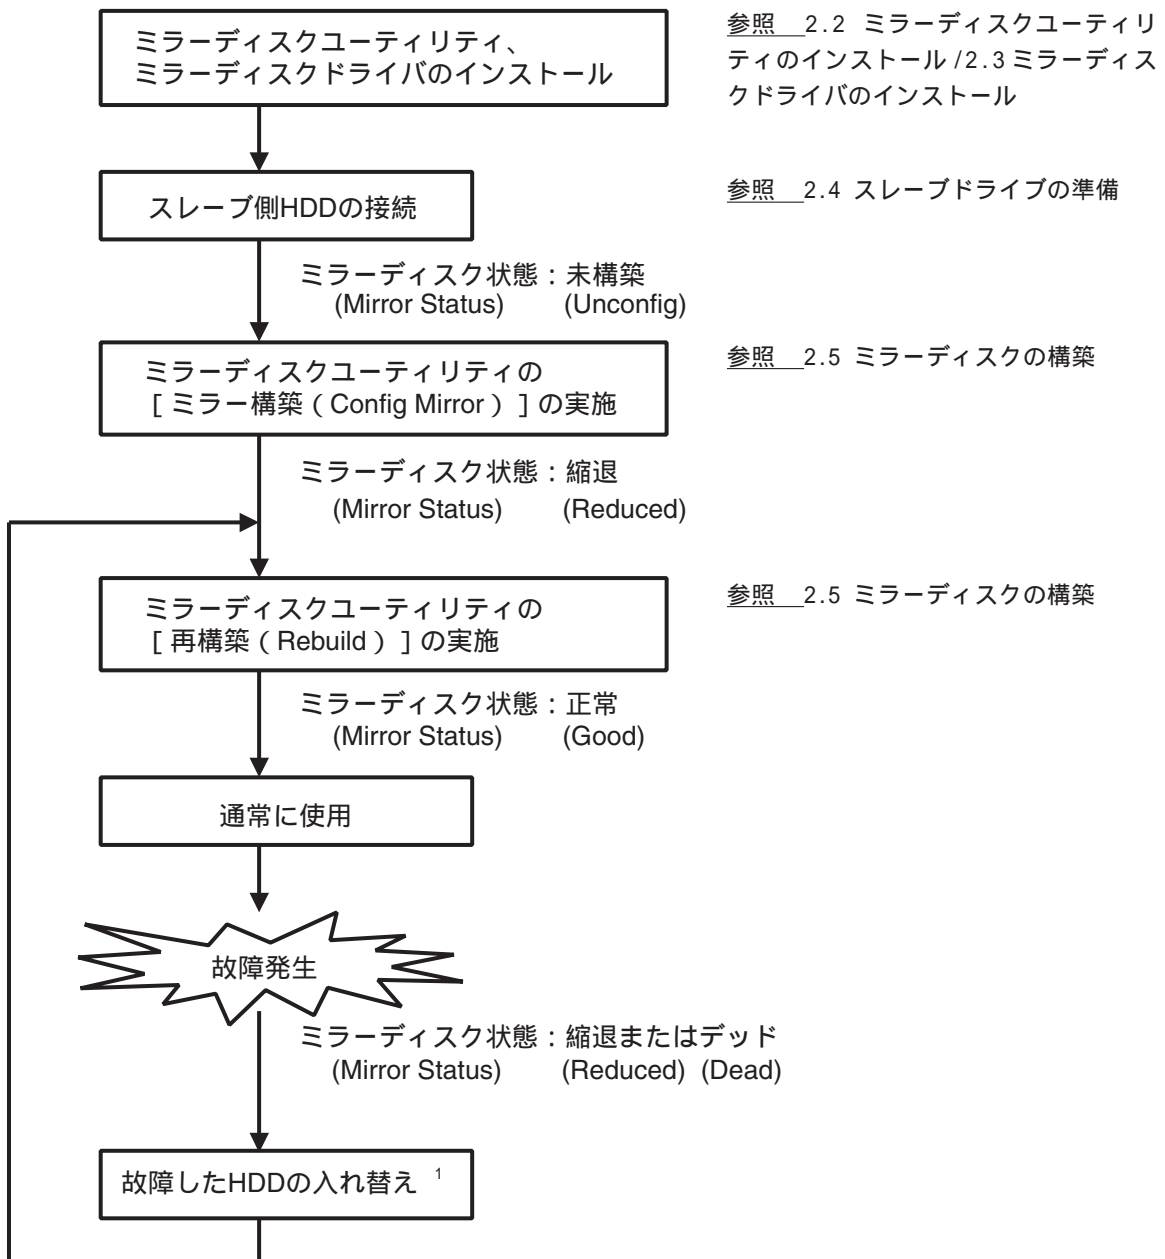 ミラーディスクユーティリティ、
ミラーディスクドライバのインストール
参照 2.2 ミラーディスクユーティリ
ティのインストール /2.3 ミラーディス
クドライバのインストール
スレーブ側HDDの接続
参照 2.4 スレーブドライブの準備
ミラーディスク状態：未構築
(Mirror Status) (Unconfig)
ミラーディスクユーティリティの
［ ミラー構築（ Config Mirror ） ］の実施
参照 2.5 ミラーディスクの構築
ミラーディスク状態：縮退
(Mirror Status) (Reduced)
ミラーディスクユーティリティの
［ 再構築（ Rebuild ） ］の実施
参照 2.5 ミラーディスクの構築
ミラーディスク状態：正常
(Mirror Status) (Good)
通常に使用
故障発生
ミラーディスク状態：縮退またはデッド
(Mirror Status) (Reduced) (Dead)
故障したHDDの入れ替え 1